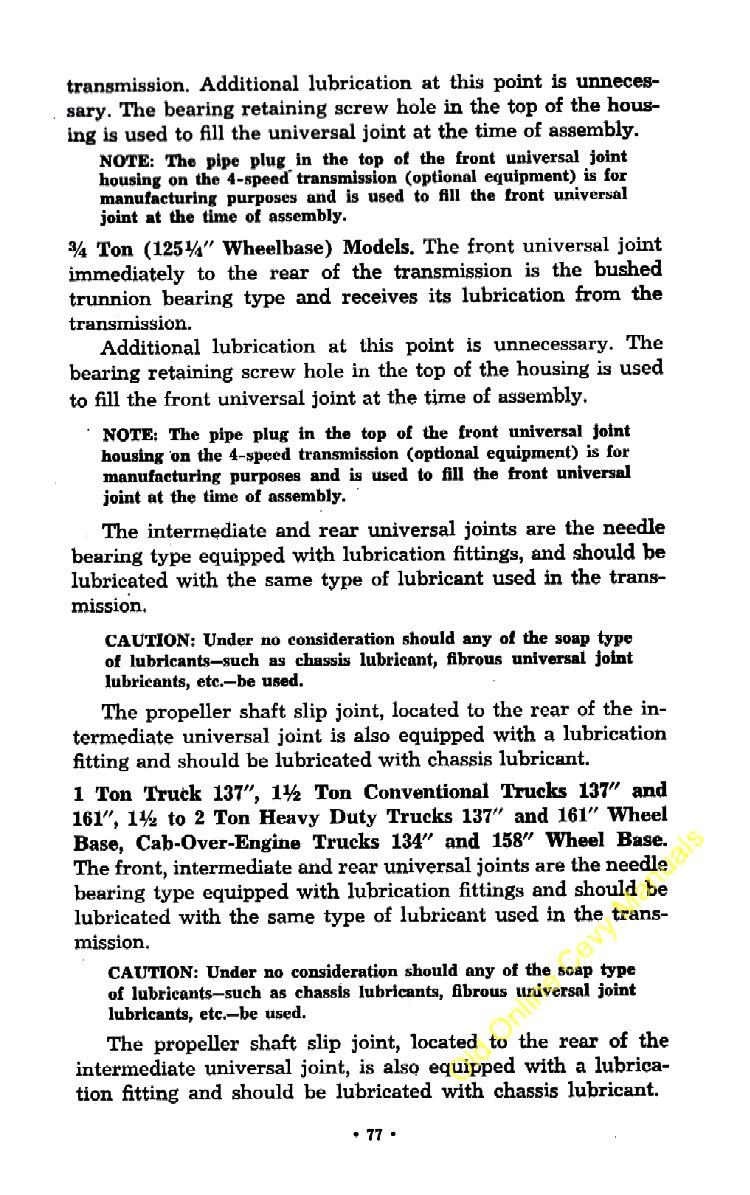 transmission. Additional lubrication at this point is unneces-
sary. The bearing retaining screw hole in the top of the hous-
ing is used to fill the universal joint at the time of assembly.
NOTE: The pipe plug in the top of the front universal joint
housing on the 4-speed transmission (optional equipment) is for
manufacturing purposes and is used to fill the front universal
joint at the time of assembly.
¾ Ton (125¼″ Wheelbase) Models. The front universal joint
immediately to the rear of the transmission is the bushed
trunnion bearing type and receives its lubrication from the
transmission.
Additional lubrication at this point is unnecessary. The
bearing retaining screw hole in the top of the housing is used
to fill the front universal joint at the time of assembly.
NOTE: The pipe plug in the top of the front universal joint
housing on the 4-speed transmission (optional equipment) is for
manufacturing purposes and is used to fill the front universal
joint at the time of assembly.
The intermediate and rear universal joints are the needle
bearing type equipped with lubrication fittings, and should be
lubricated with the same type of lubricant used in the trans-
mission.
CAUTION: Under no consideration should any of the soap type
of lubricants—such as chassis lubricant, fibrous universal joint
lubricants, etc.—be used.
The propeller shaft slip joint, located to the rear of the in-
termediate universal joint is also equipped with a lubrication
fitting and should be lubricated with chassis lubricant.
1 Ton Truck 137″, 1½ Ton Conventional Trucks 137″ and
161″, 1½ to 2 Ton Heavy Duty Trucks 137″ and 161″ Wheel
Base, Cab-Over-Engine Trucks 134″ and 158″ Wheel Base.
The front, intermediate and rear universal joints are the needle
bearing type equipped with lubrication fittings and should be
lubricated with the same type of lubricant used in the trans-
mission.
CAUTION: Under no consideration should any of the soap type
of lubricants—such as chassis lubricants, fibrous universal joint
lubricants, etc.—be used.
The propeller shaft slip joint, located to the rear of the
intermediate universal joint, is also equipped with a lubrica-
tion fitting and should be lubricated with chassis lubricant.
• 77 •
Old Online Cevy Manuals